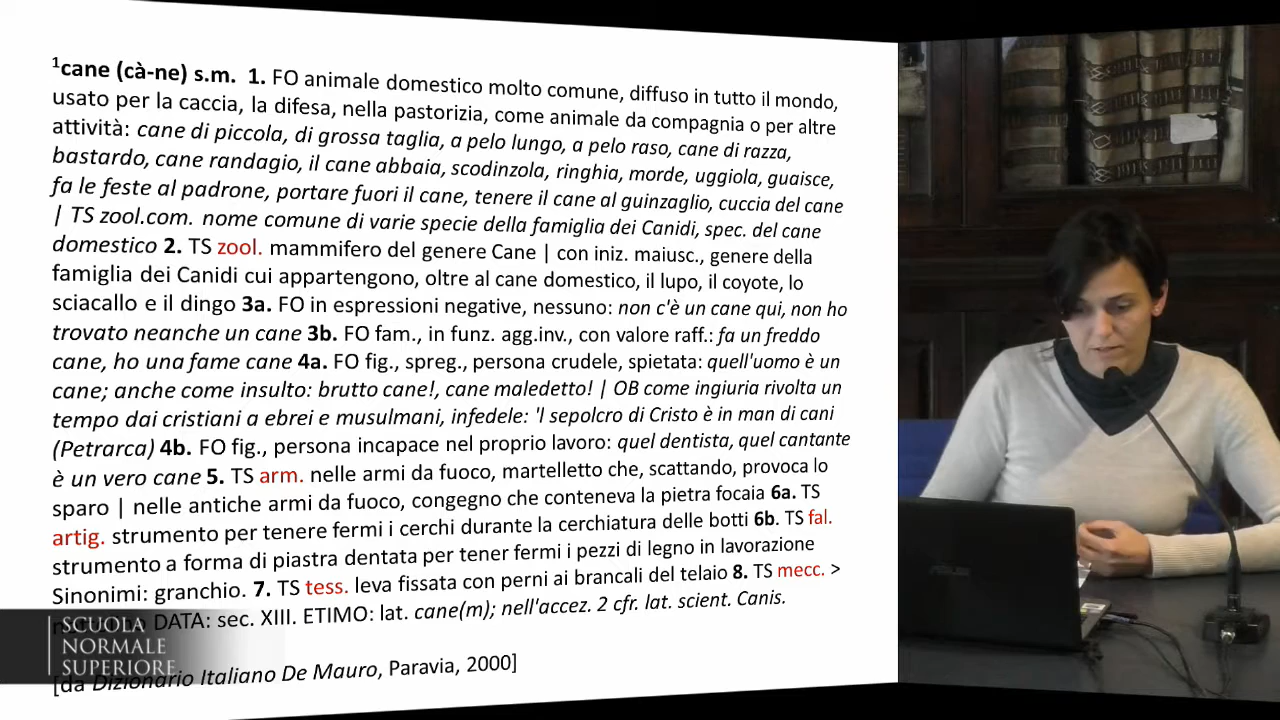 ¹cane (cà-ne) s.m. 1. FO animale domestico molto comune, diffuso in tutto il mondo,
usato per la caccia, la difesa, nella pastorizia, come animale da compagnia o per altre
attività: cane di piccola, di grossa taglia, a pelo lungo, a pelo raso, cane di razza,
bastardo, cane randagio, il cane abbaia, scodinzola, ringhia, morde, uggiola, guaisce,
fa le feste al padrone, portare fuori il cane, tenere il cane al guinzaglio, cuccia del cane
| TS zool.com. nome comune di varie specie della famiglia dei Canidi, spec. del cane
domestico 2. TS zool. mammifero del genere Cane | con iniz. maiusc., genere della
famiglia dei Canidi cui appartengono, oltre al cane domestico, il lupo, il coyote, lo
sciacallo e il dingo 3a. FO in espressioni negative, nessuno: non c'è un cane qui, non ho
trovato neanche un cane 3b. FO fam., in funz. agg.inv., con valore raff.: fa un freddo
cane, ho una fame cane 4a. FO fig., spreg., persona crudele, spietata: quell'uomo è un
cane; anche come insulto: brutto cane!, cane maledetto! | OB come ingiuria rivolta un
tempo dai cristiani a ebrei e musulmani, infedele: 'l sepolcro di Cristo è in man di cani
(Petrarca) 4b. FO fig., persona incapace nel proprio lavoro: quel dentista, quel cantante
è un vero cane 5. TS arm. nelle armi da fuoco, martelletto che, scattando, provoca lo
sparo | nelle antiche armi da fuoco, congegno che conteneva la pietra focaia 6a. TS
artig. strumento per tenere fermi i cerchi durante la cerchiatura delle botti 6b. TS fal.
strumento a forma di piastra dentata per tener fermi i pezzi di legno in lavorazione
Sinonimi: granchio. 7. TS tess. leva fissata con perni ai brancali del telaio 8. TS mecc. >
DATA: sec. XIII. ETIMO: lat. cane(m); nell'accez. 2 cfr. lat. scient. Canis.
[da Dizionario Italiano De Mauro, Paravia, 2000]
SCUOLA
NORMALE
SUPERIORE